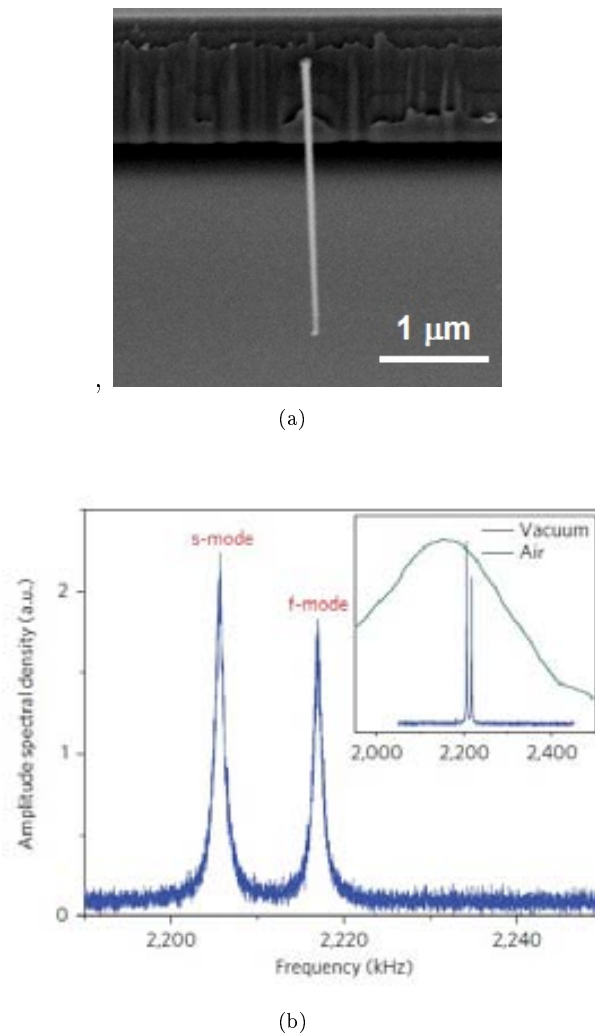 1 μm
,
(a)
s-mode
f-mode
Vacuum
Air
2,000
2,200
2,400
2
1
0
Amplitude spectral density (a.u.)
2,200
2,220
2,240
Frequency (kHz)
(b)